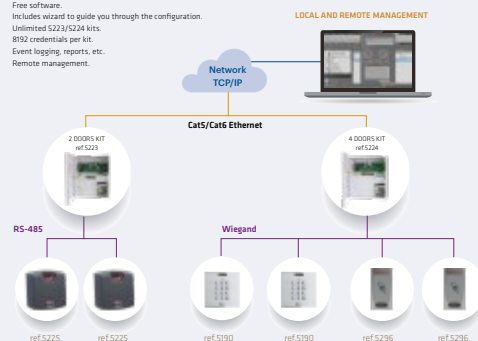 Free software.
Includes wizard to guide you through the configuration.
Unlimited 5223/5224 kits.
8192 credentials per kit.
Event logging, reports, etc.
Remote management.
LOCAL AND REMOTE MANAGEMENT
Network
TCP/IP
Cat5/Cat6 Ethernet
2 DOORS KIT
ref.5223
4 DOORS KIT
ref.5224
RS-485
Wiegand
ref.5225
ref.5225
ref.5190
ref.5190
ref.5296
ref.5296